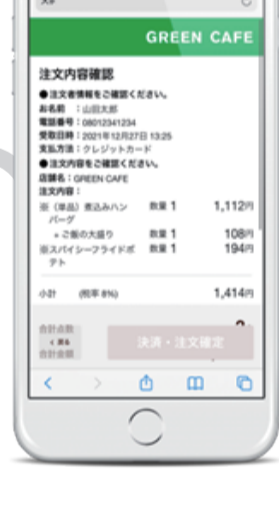 GREEN CAFE
注文内容確認
●注文者情報をご確認ください。
お名前 ：山田太郎
電話番号：08012341234
受取日時：2021年12月27日 13:25
支払方法：クレジットカード
●注文内容をご確認ください。
店舗名：GREEN CAFE
注文内容：
※（単品）煮込みハン 数量 1 1,112円
バーグ
+ ご飯の大盛り 数量 1 108円
※スパイシーフライドポ 数量 1 194円
テト
小計 (税率 8%) 1,414円
合計点数
< 戻る 決済・注文確定
合計金額